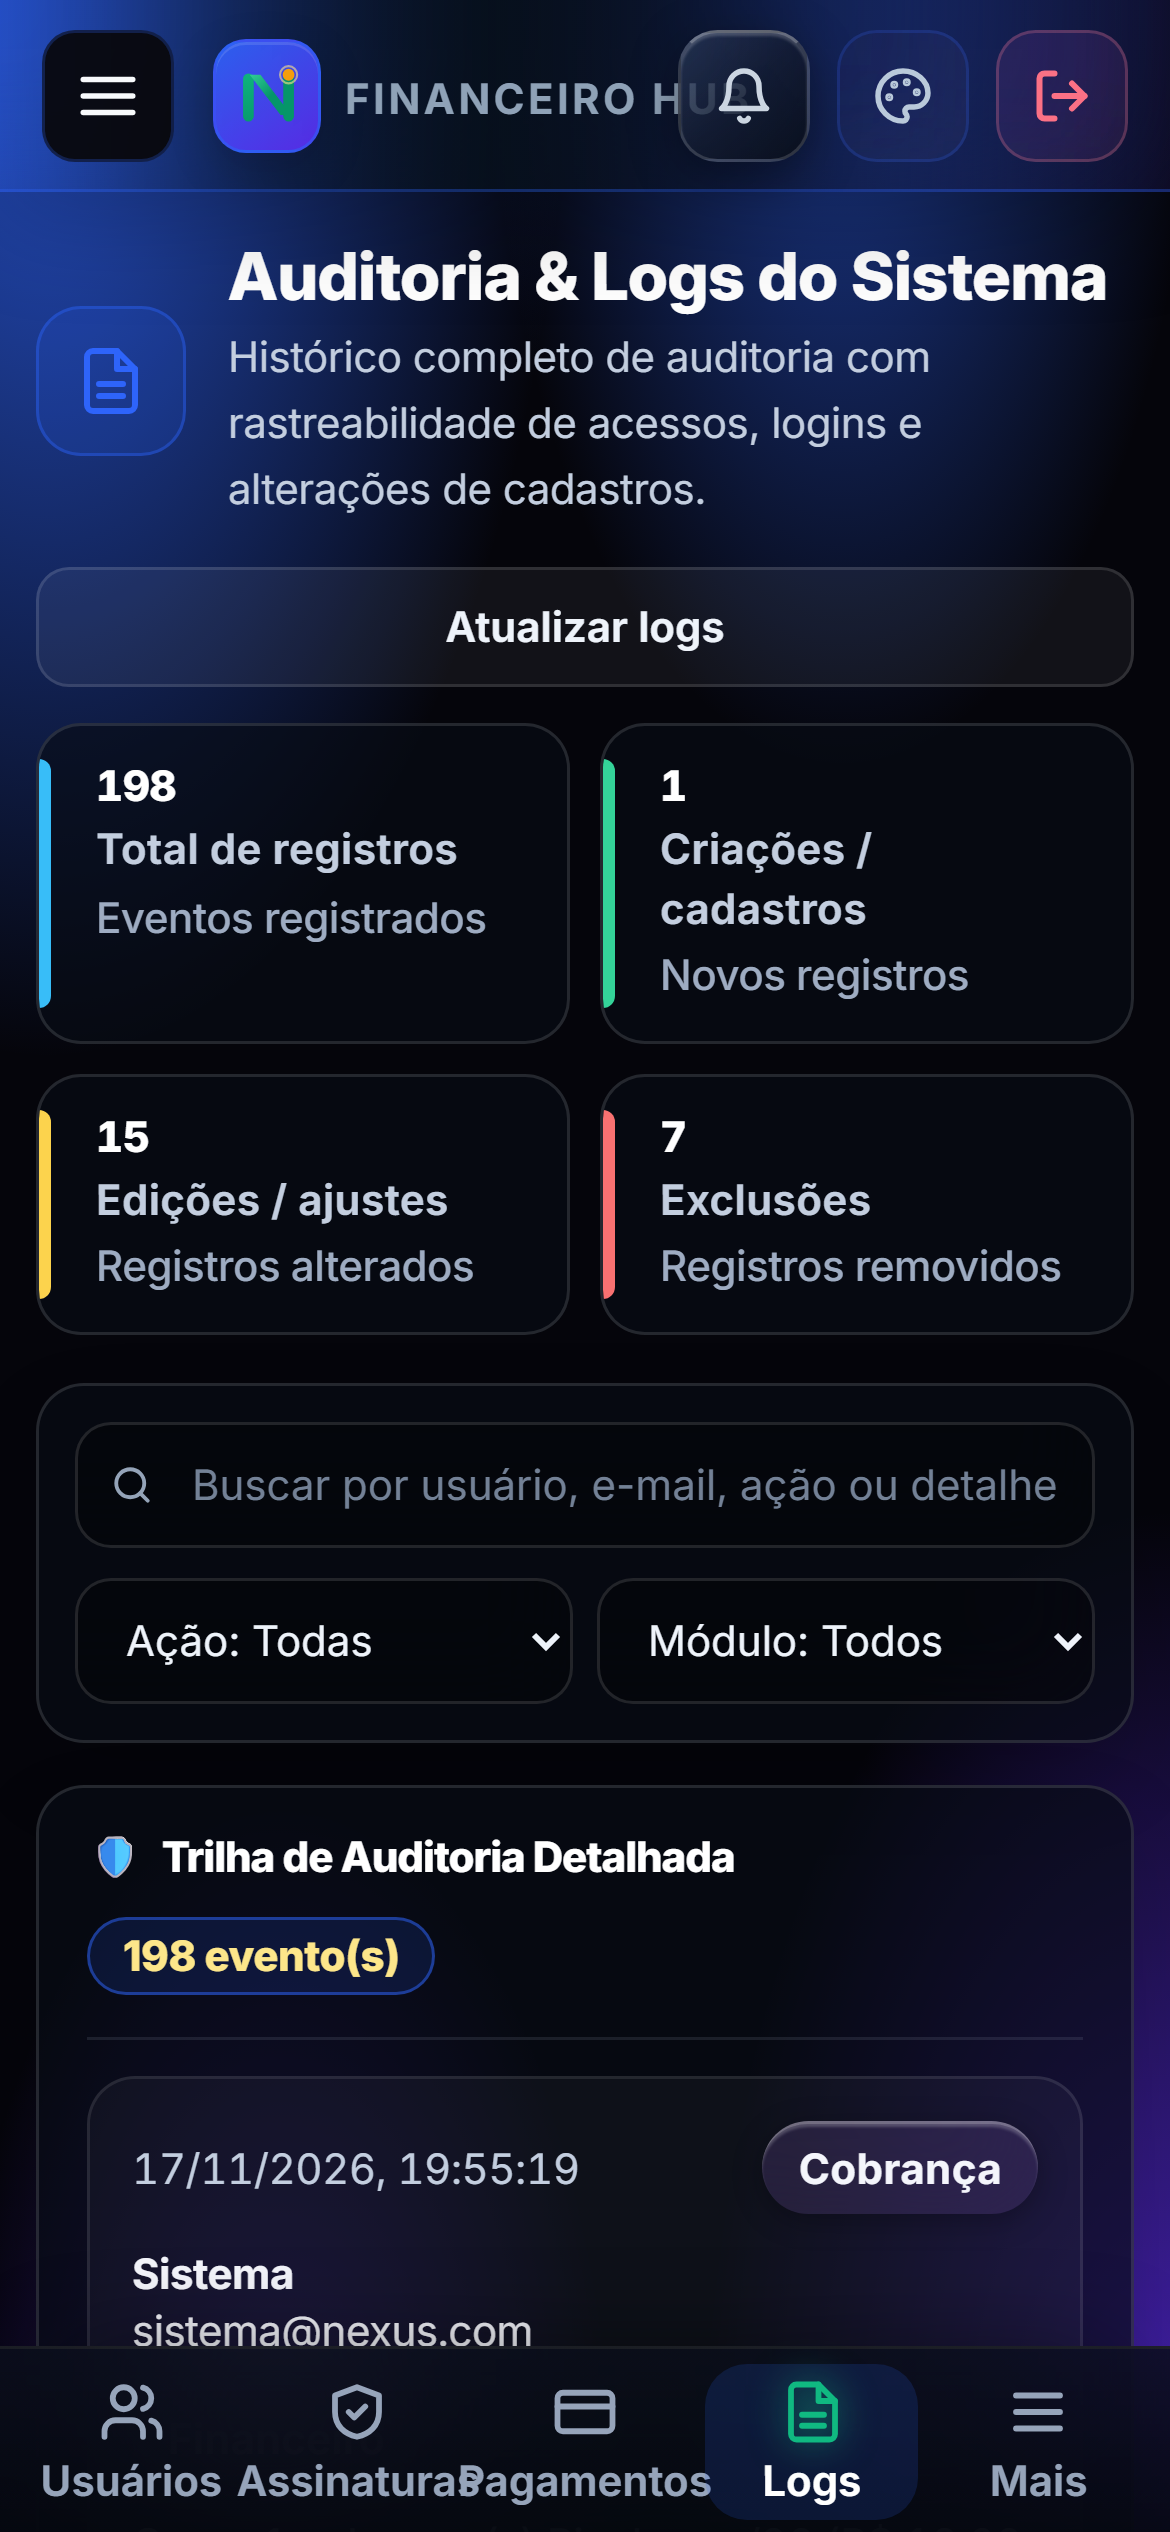 FINANCEIRO HUB
Auditoria & Logs do Sistema
Histórico completo de auditoria com
rastreabilidade de acessos, logins e
alterações de cadastros.
Atualizar logs
198
Total de registros
Eventos registrados
1
Criações /
cadastros
Novos registros
15
Edições / ajustes
Registros alterados
7
Exclusões
Registros removidos
Buscar por usuário, e-mail, ação ou detalhe
Ação: Todas
Módulo: Todos
Trilha de Auditoria Detalhada
198 evento(s)
17/11/2026, 19:55:19
Cobrança
Sistema
sistema@nexus.com
Financeiro
Usuários
Assinaturas
Pagamentos
Logs
Mais